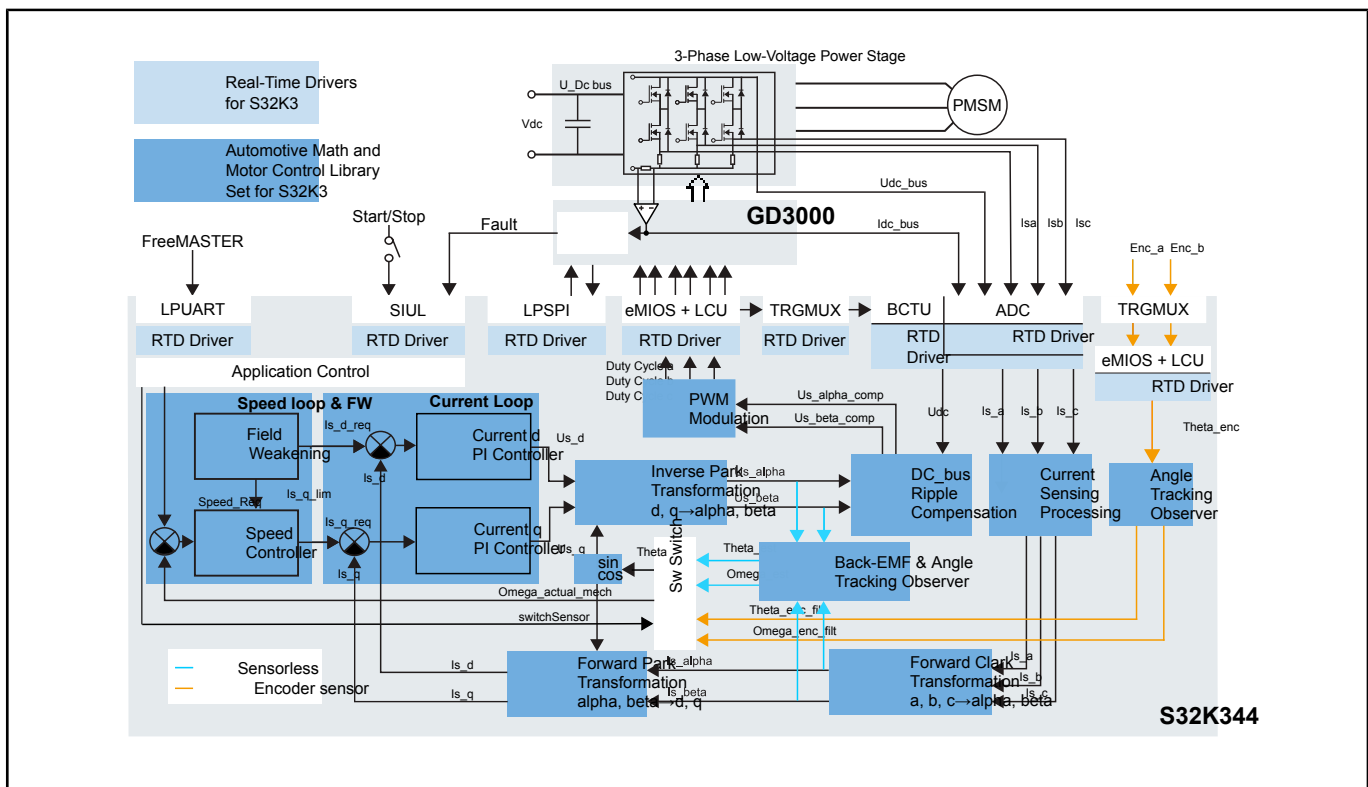 3-Phase Low-Voltage Power Stage
Real-Time Drivers
for S32K3
U_Dc bus
Vdc
PMSM
Automotive Math and
Motor Control Library
Set for S32K3
Udc_bus
GD3000
Start/Stop
Fault
Idc_bus
Isa
Isb
Isc
FreeMASTER
Enc_a
Enc_b
LPUART
SIUL
LPSPI
eMIOS + LCU
TRGMUX
BCTU
ADC
TRGMUX
RTD Driver
RTD Driver
RTD Driver
RTD Driver
RTD Driver
RTD
Driver
RTD Driver
eMIOS + LCU
RTD Driver
Application Control
Duty Cycle
Duty Cycle
Duty C
PWM
Modulation
Us_alpha_comp
Us_beta_comp
Udc
Is_a
Is_b
Is_c
Theta_enc
Speed loop & FW
Current Loop
Field
Weakening
Is_d_req
Current d
PI Controller
Us_d
Is_d
Is_q_lim
Speed_Req
Speed
Controller
Is_q_req
Is_q
Current q
PI Controller
Us_q
Inverse Park
Transformation
d, q→alpha, beta
Us_alpha
Us_beta
DC_bus
Ripple
Compensation
Current
Sensing
Processing
Angle
Tracking
Observer
sin
cos
Theta
Sw Switch
Theta_
Omeg
Back-EMF & Angle
Tracking Observer
Omega_actual_mech
switchSensor
Theta_enc_filt
Omega_enc_filt
Sensorless
Encoder sensor
Is_d
Is_q
Forward Park
Transformation
alpha, beta→d, q
Is_alpha
Is_beta
Forward Clark
Transformation
a, b, c→alpha, beta
Is_a
Is_b
Is_c
S32K344